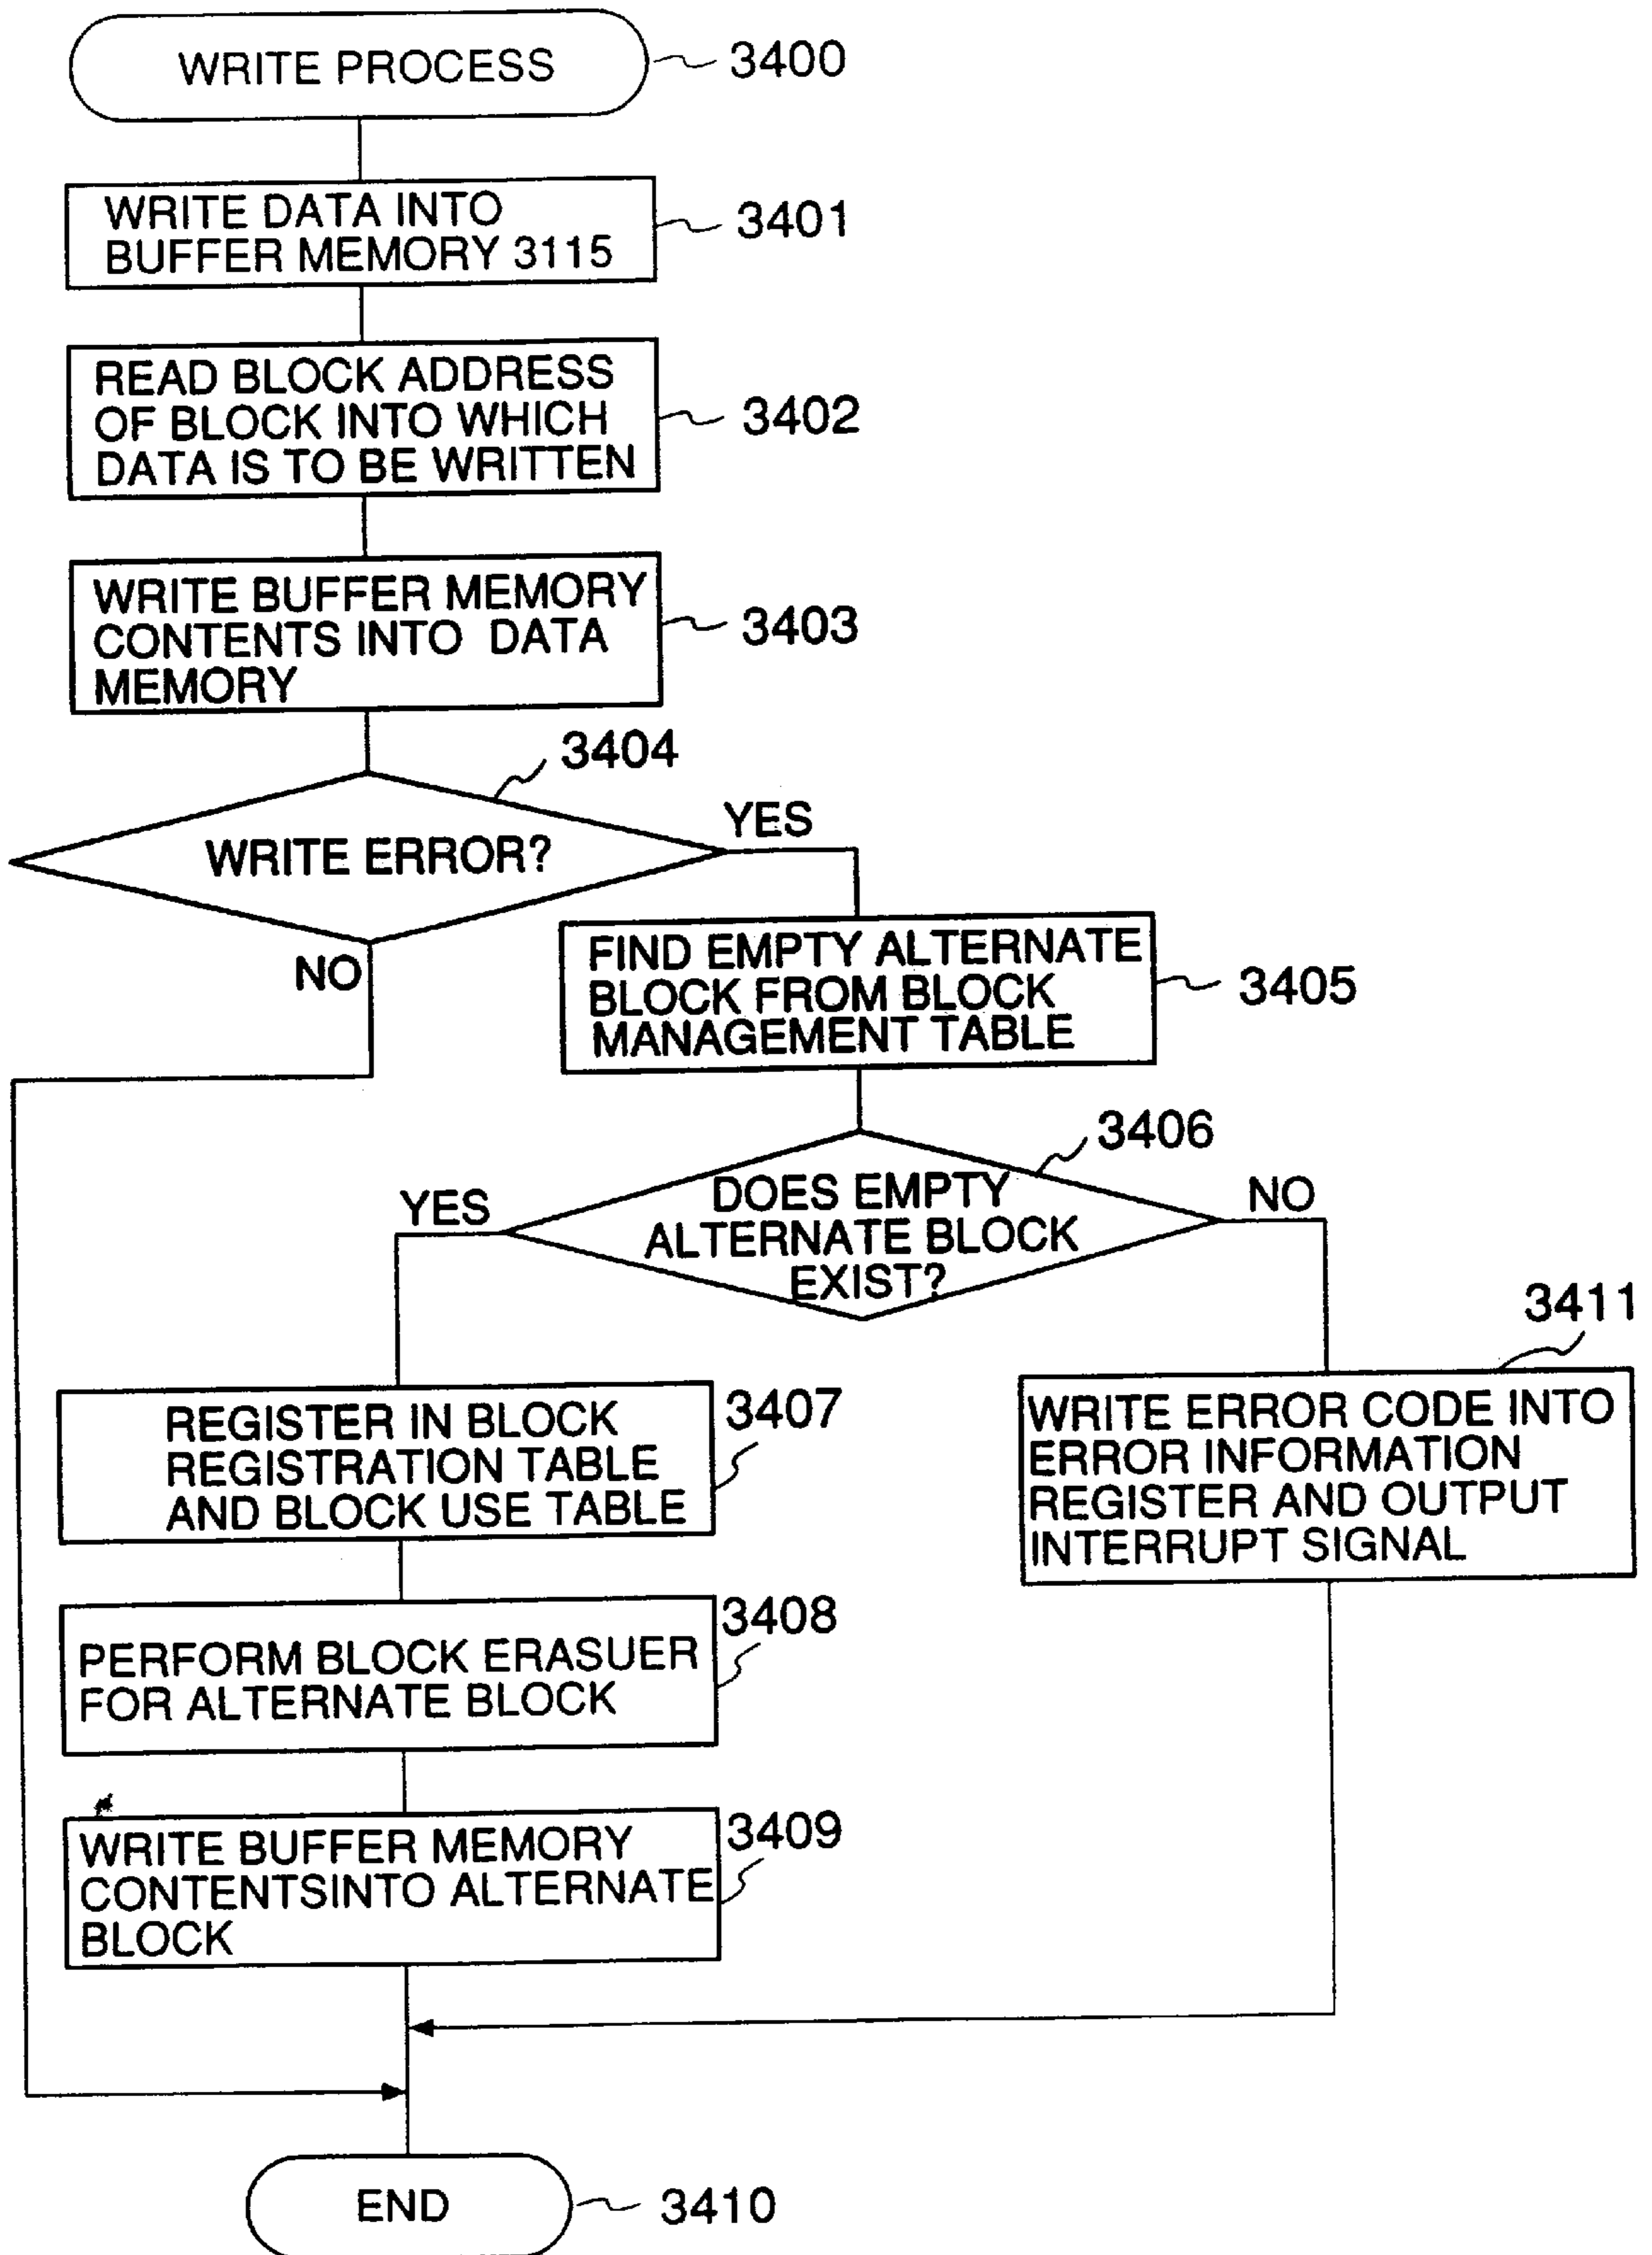 WRITE PROCESS
3400
WRITE DATA INTO
BUFFER MEMORY 3115
3401
READ BLOCK ADDRESS
OF BLOCK INTO WHICH
DATA IS TO BE WRITTEN
3402
WRITE BUFFER MEMORY
CONTENTS INTO DATA
MEMORY
3403
3404
WRITE ERROR?
YES
NO
FIND EMPTY ALTERNATE
BLOCK FROM BLOCK
MANAGEMENT TABLE
3405
3406
DOES EMPTY
ALTERNATE BLOCK
EXIST?
YES
NO
REGISTER IN BLOCK
REGISTRATION TABLE
AND BLOCK USE TABLE
3407
3411
WRITE ERROR CODE INTO
ERROR INFORMATION
REGISTER AND OUTPUT
INTERRUPT SIGNAL
PERFORM BLOCK ERASUER
FOR ALTERNATE BLOCK
3408
WRITE BUFFER MEMORY
CONTENTSINTO ALTERNATE
BLOCK
3409
END
3410